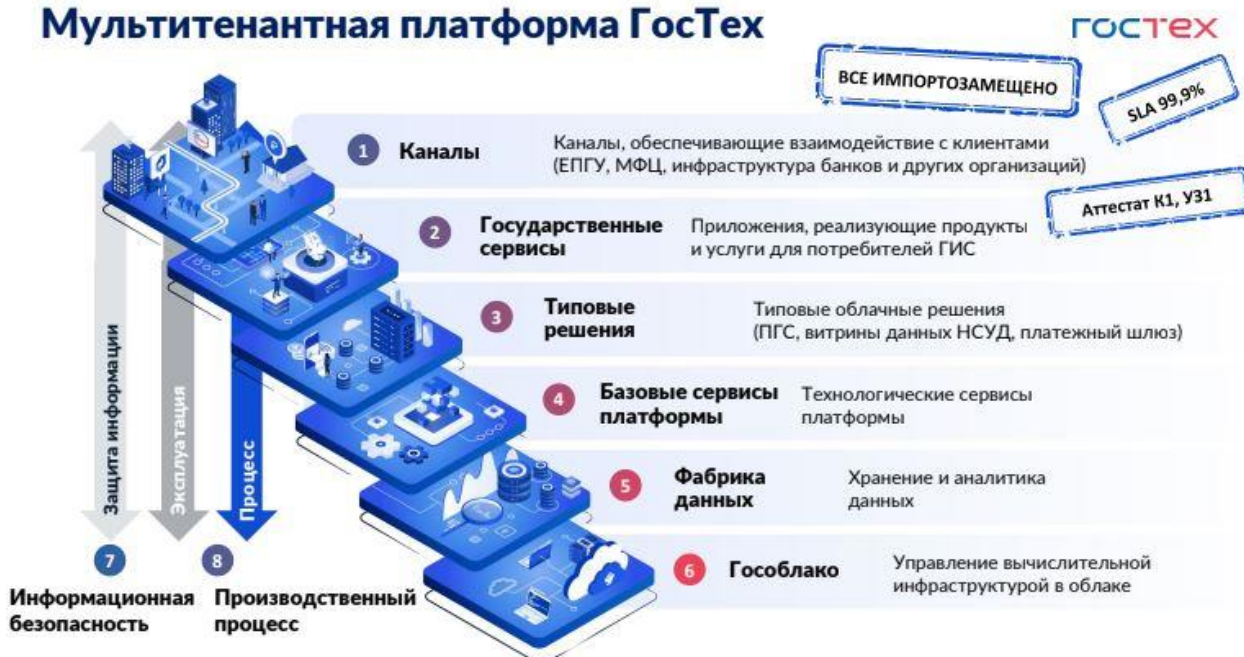 Мультитенантная платформа ГосТех
ГОСТЕХ
ВСЕ ИМПОРТОЗАМЕЩЕНО
SLA 99,9%
Аттестат К1, УЗ1
1 Каналы
Каналы, обеспечивающие взаимодействие с клиентами
(ЕПГУ, МФЦ, инфраструктура банков и других организаций)
2 Государственные
сервисы
Приложения, реализующие продукты
и услуги для потребителей ГИС
3 Типовые
решения
Типовые облачные решения
(ПГС, витрины данных НСУД, платежный шлюз)
4 Базовые сервисы
платформы
Технологические сервисы
платформы
5 Фабрика
данных
Хранение и аналитика
данных
6 Гособлако
Управление вычислительной
инфраструктурой в облаке
Защита информации
Эксплуатация
Процесс
7
Информационная
безопасность
8
Производственный
процесс